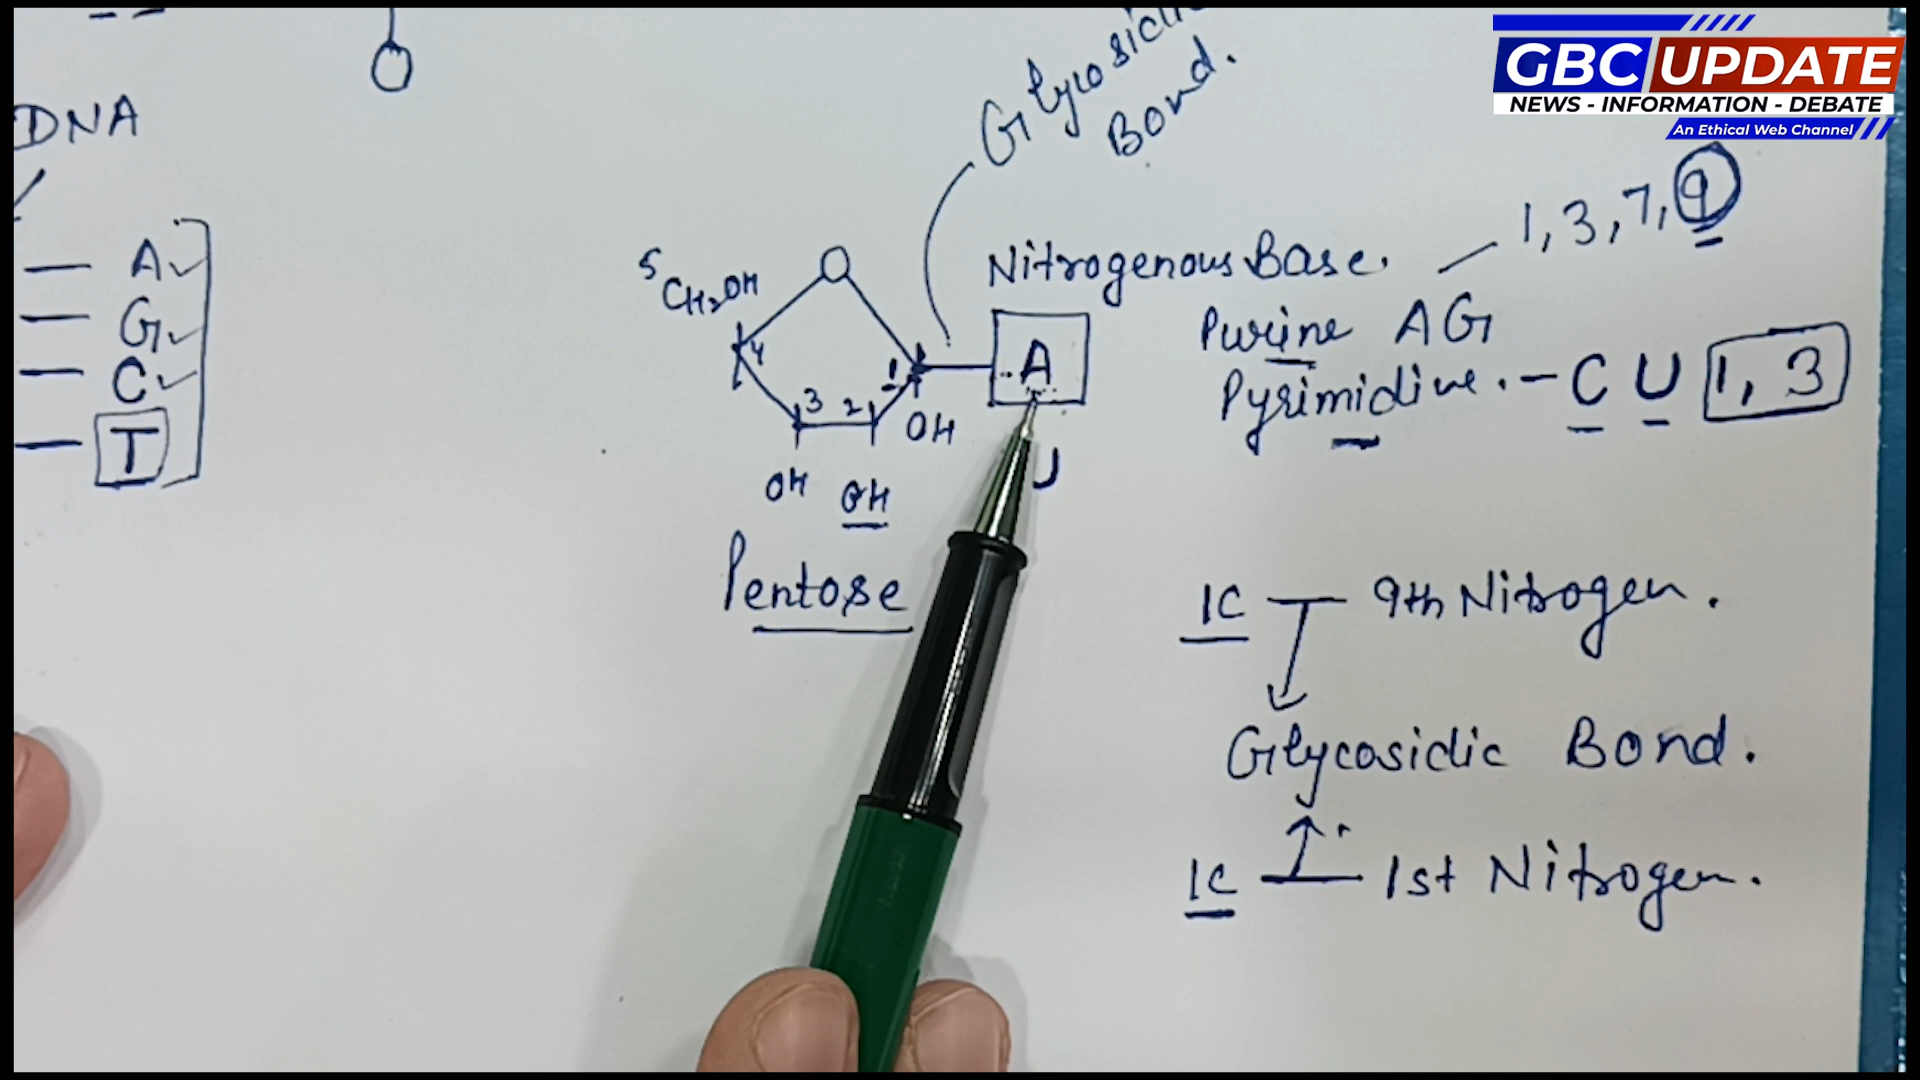 GBC UPDATE
NEWS - INFORMATION - DEBATE
An Ethical Web Channel
DNA
A
G
C
T
Bond.
5
CH2OH
O
4
3
2
1
OH
OH
OH
A
U
Pentose
Nitrogenous Base.
1, 3, 7, 9
Purine AG
Pyrimidine. - C U 1, 3
1C 9th Nitrogen.
Glycosidic Bond.
1C 1st Nitrogen.